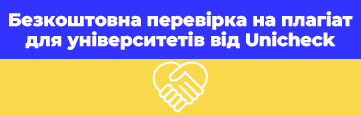 Безкоштовна перевірка на плагіат
для університетів від Unicheck